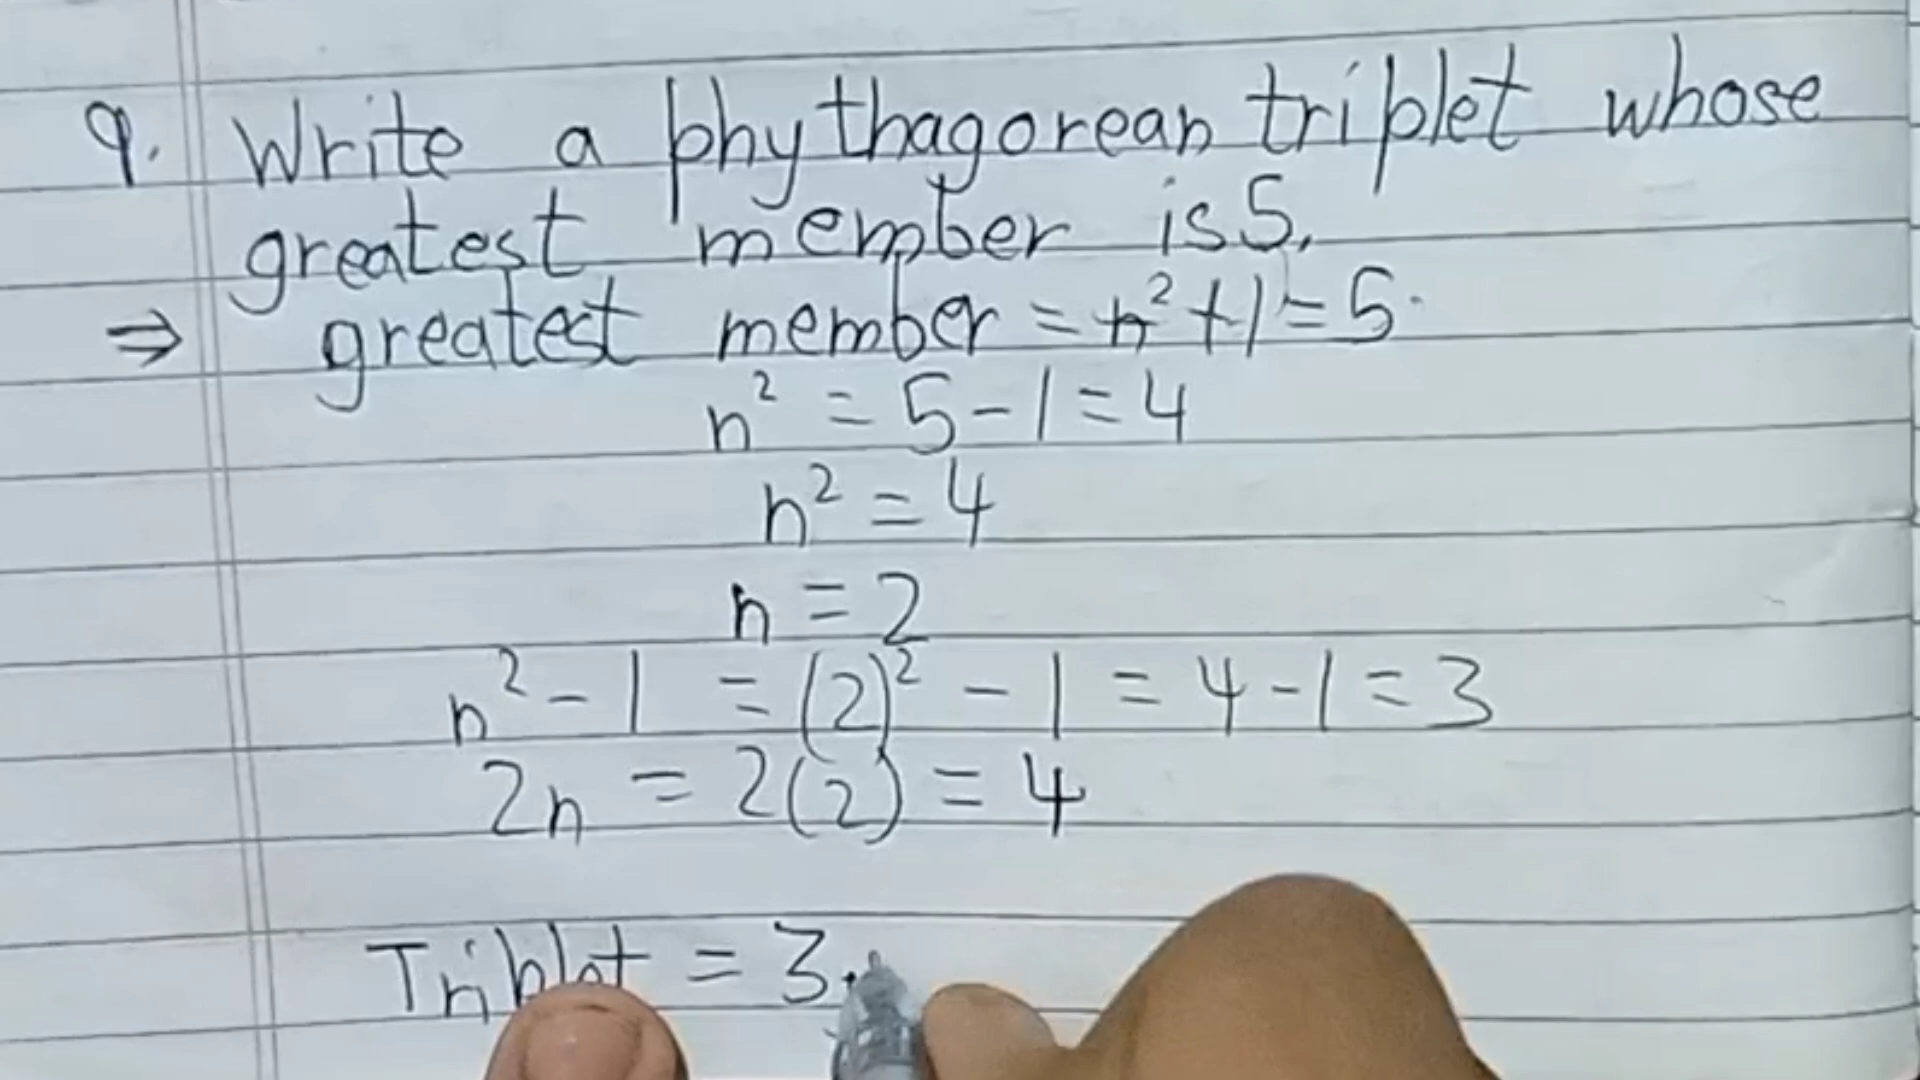 9. Write a phythagorean triplet whose
greatest member is 5.
⇒ greatest member = n² + 1 = 5
n² = 5 - 1 = 4
n² = 4
n = 2
n² - 1 = (2)² - 1 = 4 - 1 = 3
2n = 2(2) = 4
Triplet = 3,